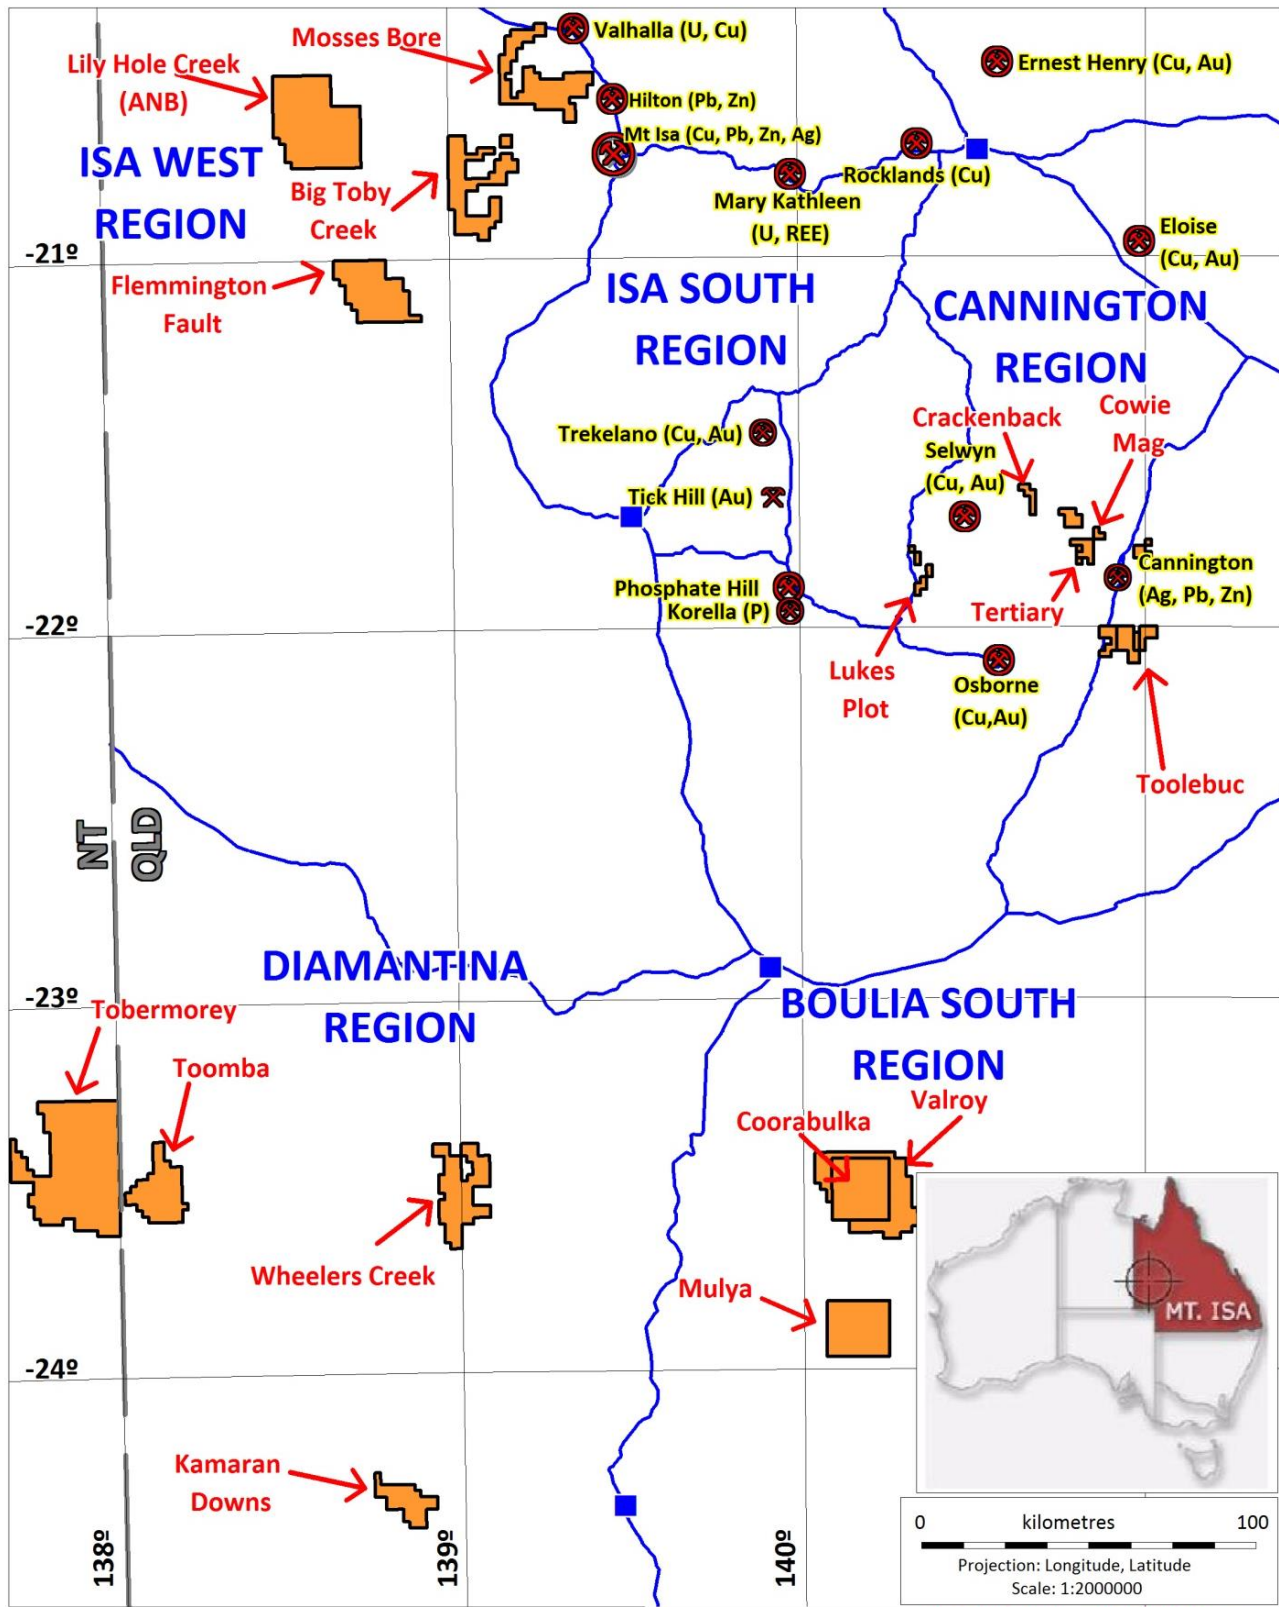 Mosses Bore
Valhalla (U, Cu)
Lily Hole Creek
(ANB)
Ernest Henry (Cu, Au)
Hilton (Pb, Zn)
Mt Isa (Cu, Pb, Zn, Ag)
ISA WEST
REGION
Big Toby
Creek
Rocklands (Cu)
Mary Kathleen
(U, REE)
Eloise
(Cu, Au)
-21º
Flemmington
Fault
ISA SOUTH
REGION
CANNINGTON
REGION
Crackenback
Cowie
Mag
Trekelano (Cu, Au)
Selwyn
(Cu, Au)
Tick Hill (Au)
Cannington
(Ag, Pb, Zn)
Phosphate Hill
Korella (P)
Tertiary
-22º
Lukes
Plot
Osborne
(Cu,Au)
Toolebuc
NT
QLD
DIAMANTINA
REGION
-23º
BOULIA SOUTH
REGION
Tobermorey
Toomba
Valroy
Coorabulka
Wheelers Creek
Mulya
MT. ISA
-24º
Kamaran
Downs
138º
139º
140º
0 kilometres 100
Projection: Longitude, Latitude
Scale: 1:2000000